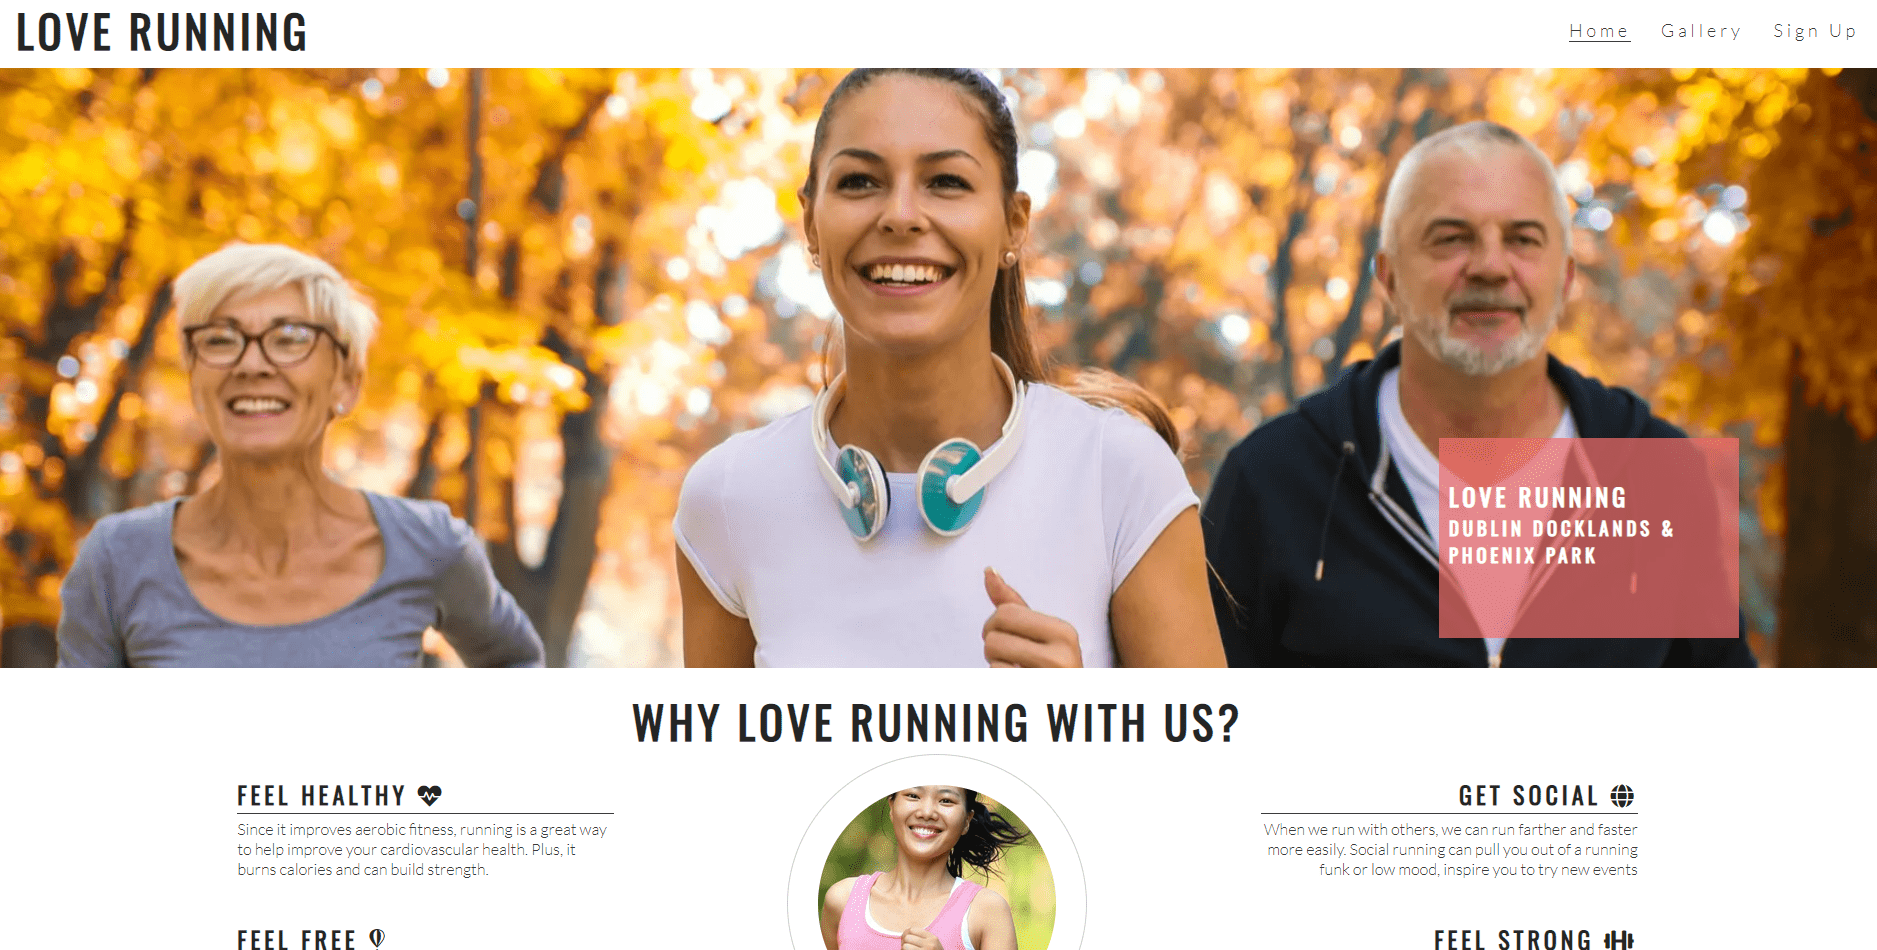 LOVE RUNNING
Home Gallery Sign Up
LOVE RUNNING
DUBLIN DOCKLANDS &
PHOENIX PARK
WHY LOVE RUNNING WITH US?
FEEL HEALTHY
Since it improves aerobic fitness, running is a great way
to help improve your cardiovascular health. Plus, it
burns calories and can build strength.
GET SOCIAL
When we run with others, we can run farther and faster
more easily. Social running can pull you out of a running
funk or low mood, inspire you to try new events
FEEL FREE
FEEL STRONG